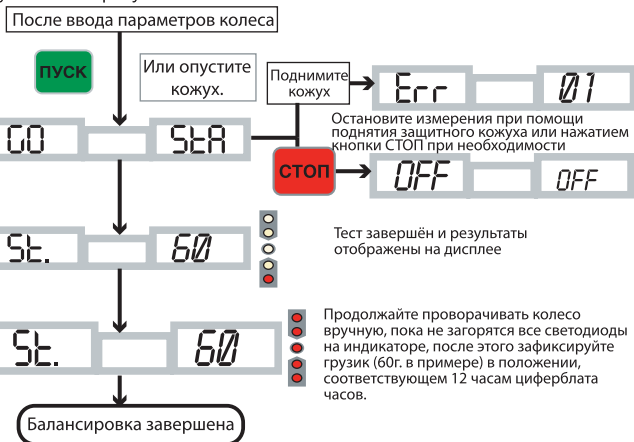 После ввода параметров колеса
ПУСК
Или опустите
кожух.
Поднимите
кожух
Err
01
Остановите измерения при помощи
поднятия защитного кожуха или нажатием
кнопки СТОП при необходимости
GO
StA
СТОП
OFF
OFF
St.
60
Тест завершён и результаты
отображены на дисплее
St.
60
Продолжайте проворачивать колесо
вручную, пока не загорятся все светодиоды
на индикаторе, после этого зафиксируйте
грузик (60г. в примере) в положении,
соответствующем 12 часам циферблата
часов.
Балансировка завершена